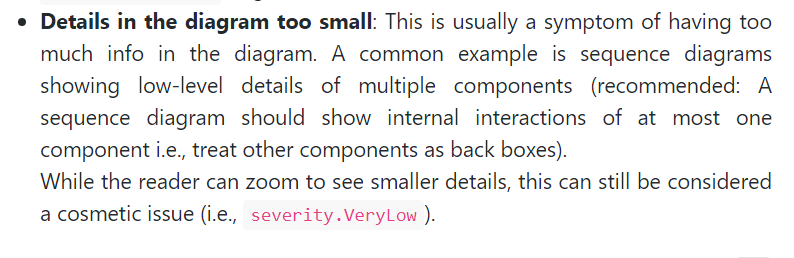 • Details in the diagram too small: This is usually a symptom of having too
much info in the diagram. A common example is sequence diagrams
showing low-level details of multiple components (recommended: A
sequence diagram should show internal interactions of at most one
component i.e., treat other components as back boxes).
While the reader can zoom to see smaller details, this can still be considered
a cosmetic issue (i.e., severity.VeryLow ).